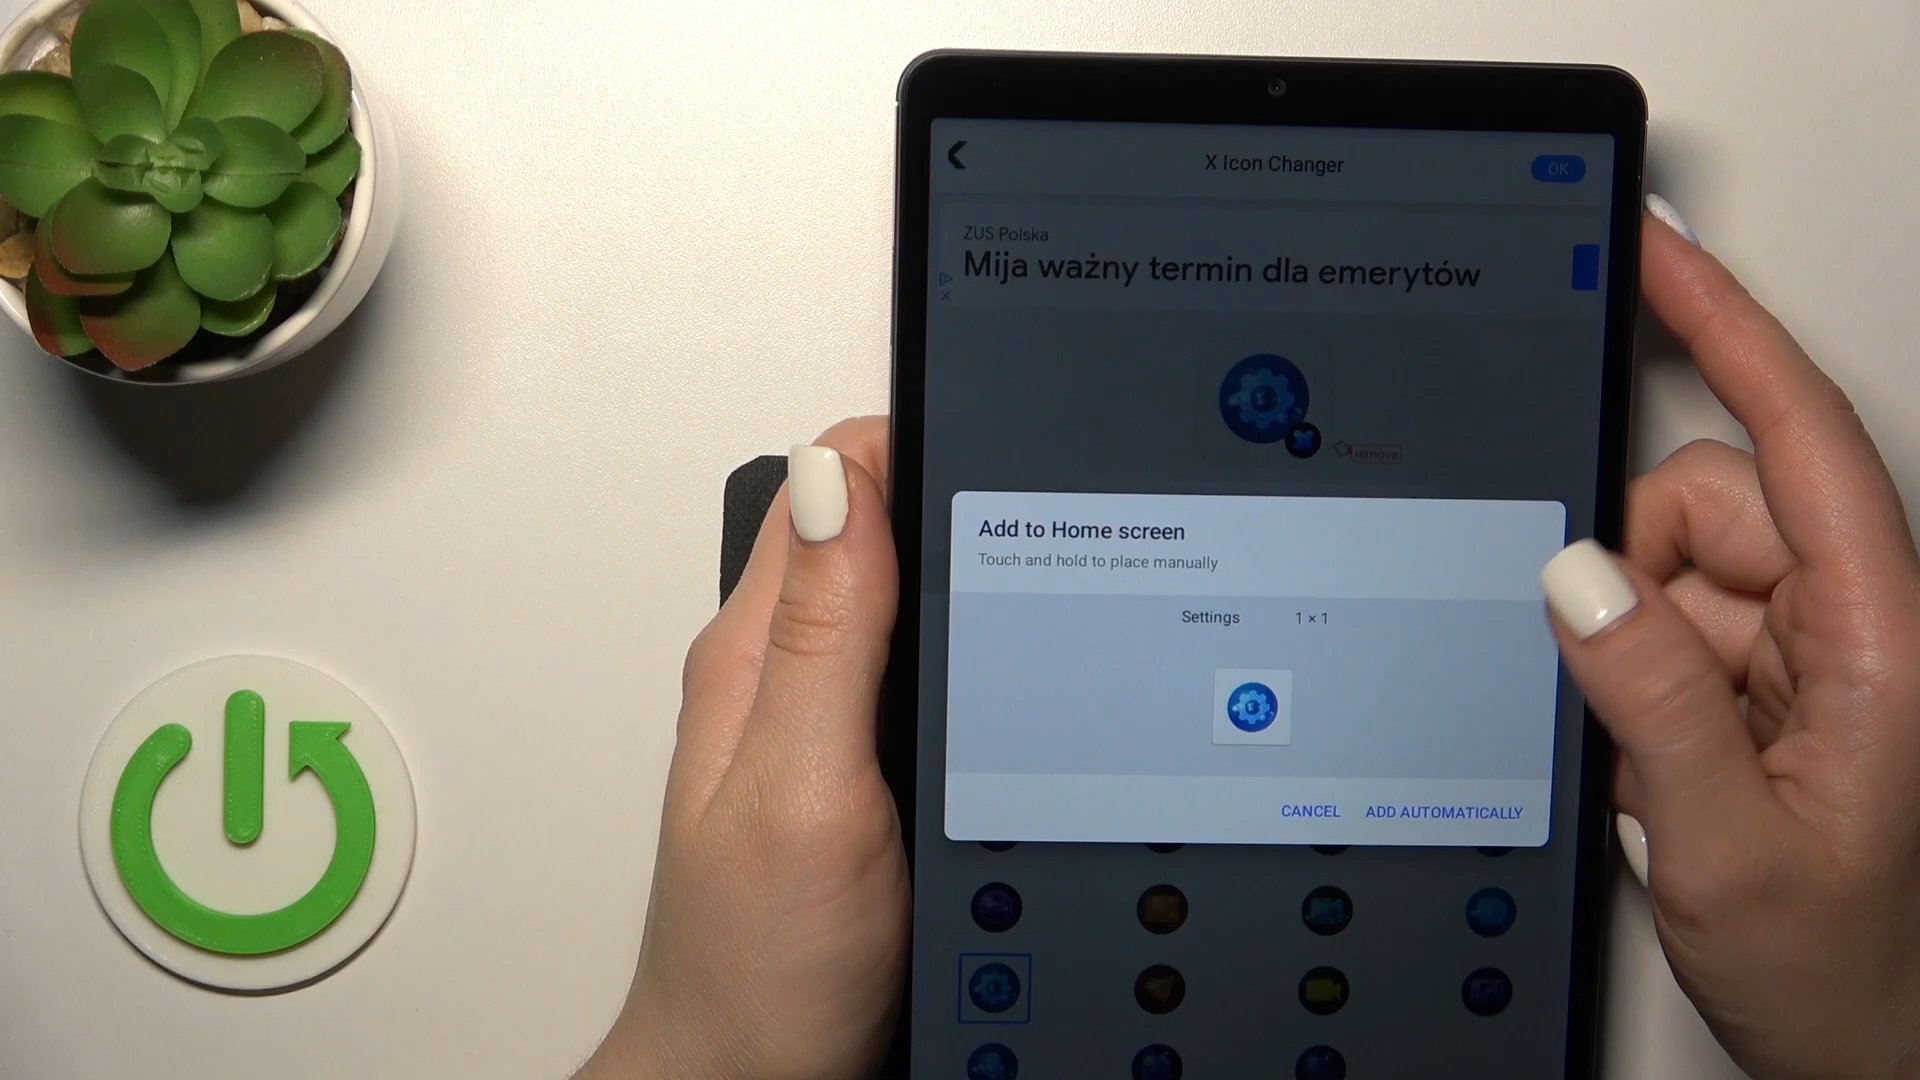 X Icon Changer
OK
ZUS Polska
Mija ważny termin dla emerytów
remove
Add to Home screen
Touch and hold to place manually
Settings 1 × 1
CANCEL ADD AUTOMATICALLY